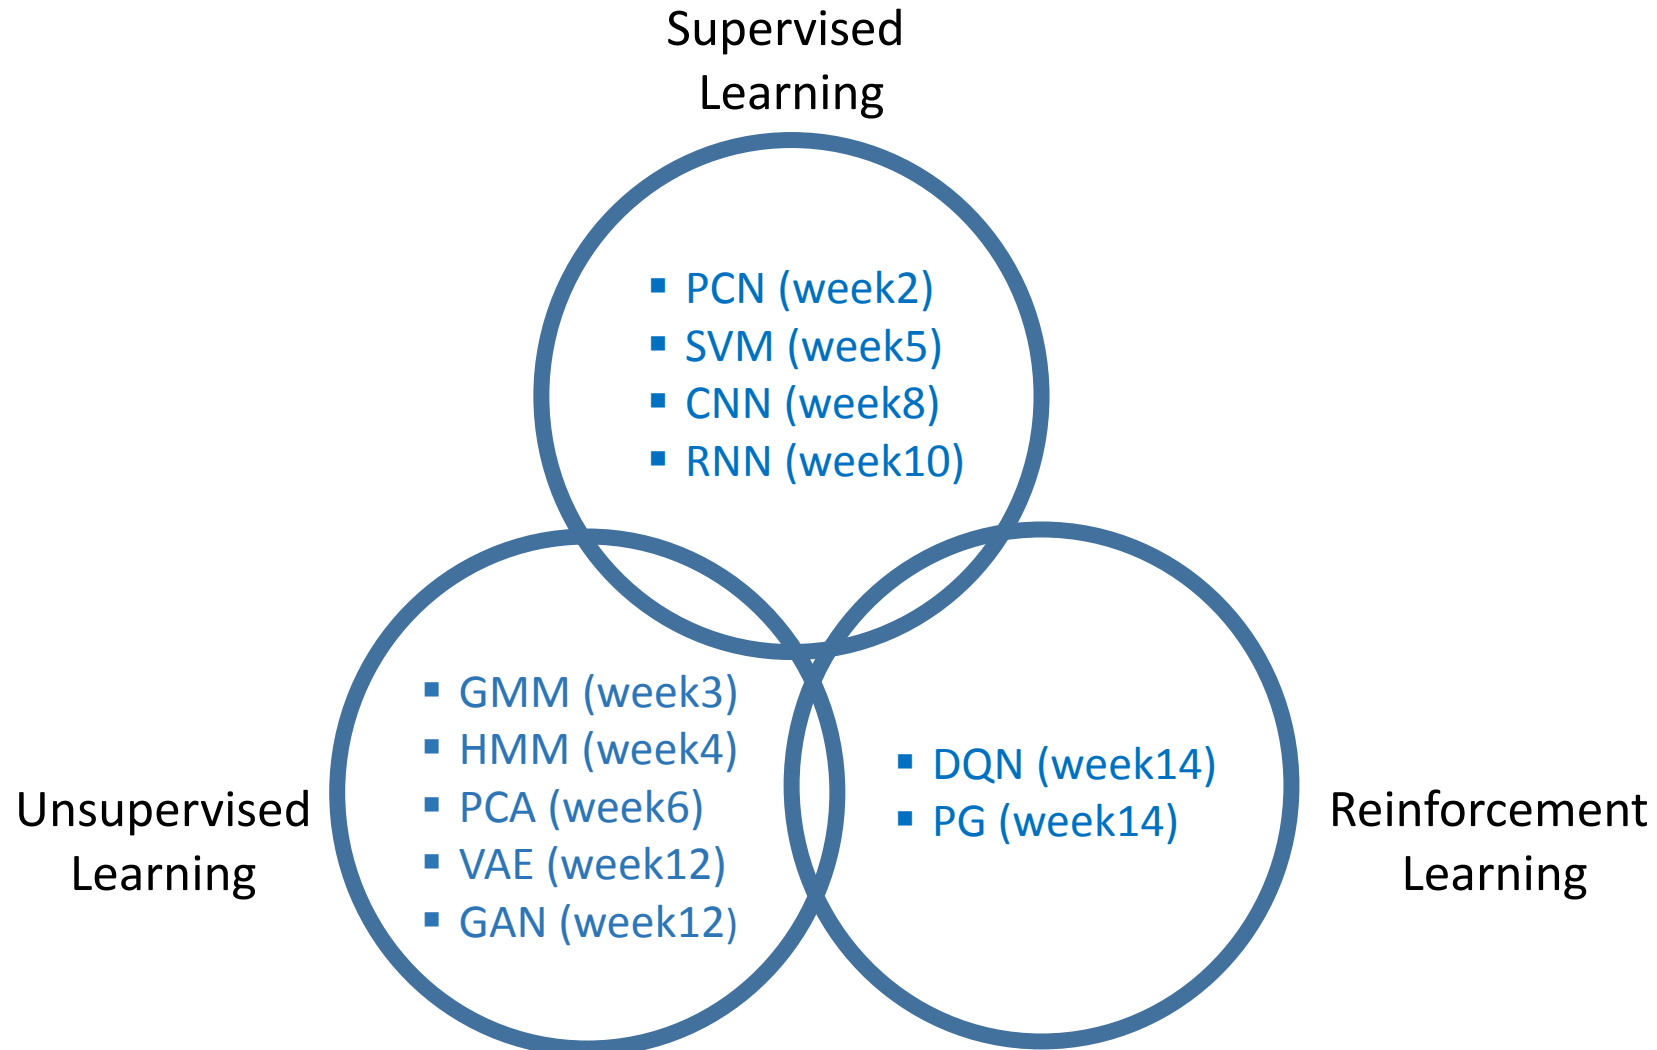 Supervised
Learning
▪ PCN (week2)
▪ SVM (week5)
▪ CNN (week8)
▪ RNN (week10)
Unsupervised
Learning
▪ GMM (week3)
▪ HMM (week4)
▪ PCA (week6)
▪ VAE (week12)
▪ GAN (week12)
▪ DQN (week14)
▪ PG (week14)
Reinforcement
Learning